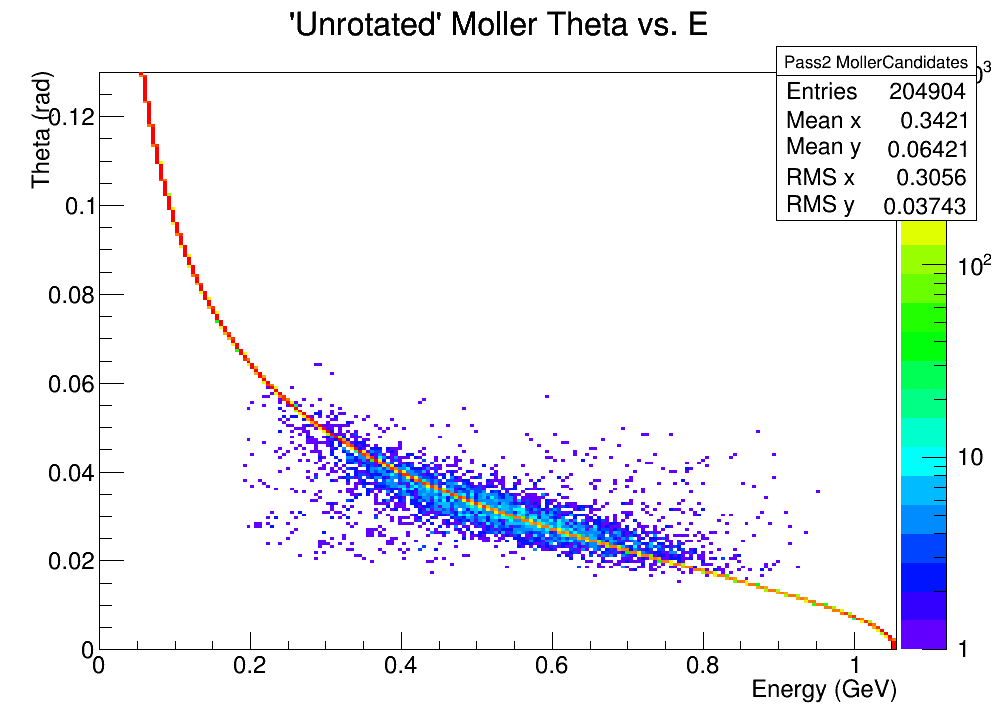 'Unrotated' Moller Theta vs. E
Pass2 MollerCandidates
Entries 204904
Mean x 0.3421
Mean y 0.06421
RMS x 0.3056
RMS y 0.03743
Theta (rad)
0.12
0.1
0.08
0.06
0.04
0.02
0
0 0.2 0.4 0.6 0.8 1
Energy (GeV)
10²
10
1